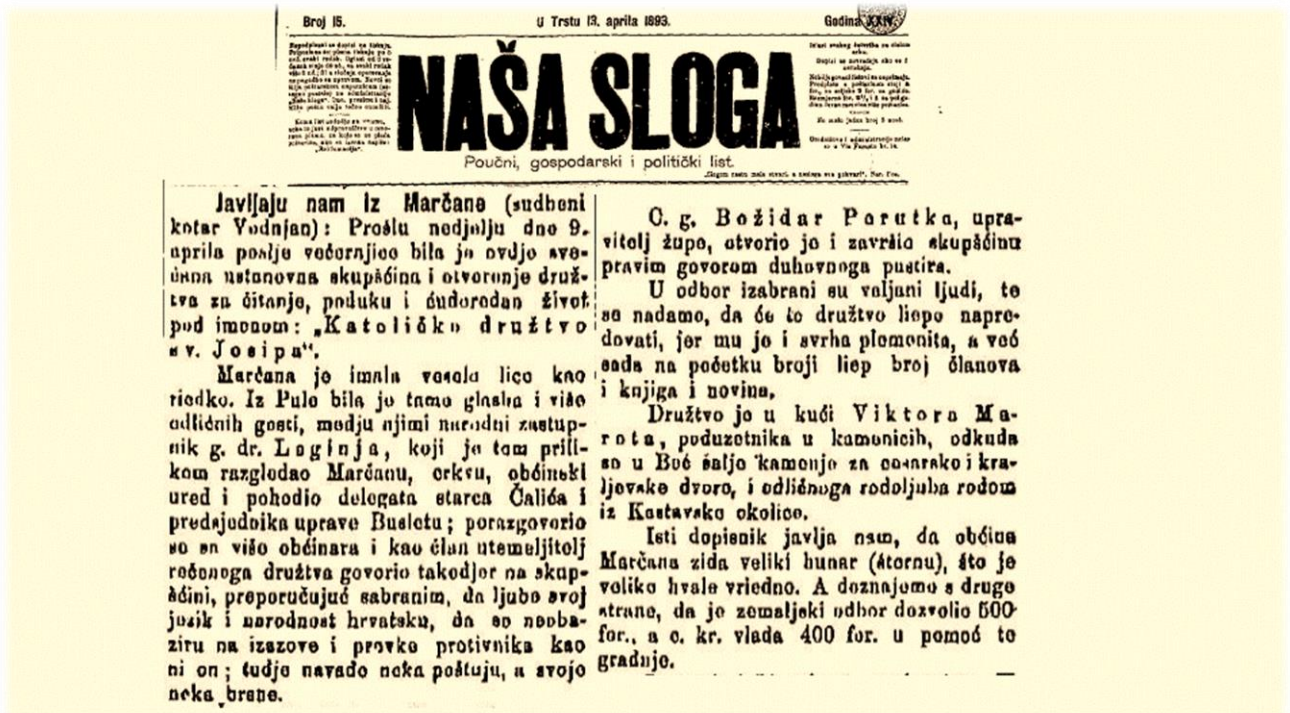 Broj 15.
U Trstu 13. aprila 1893.
Godina XXIV.
NAŠA SLOGA
Poučni, gospodarski i politički list.
Javljaju nam iz Marčane (sudbeni
kotar Vodnjan): Prošlu nedjelju dne 9.
aprila poslje večernjice bila je ovdje sve-
čana ustanovna skupšćina i otvorenje druž-
tva za čitanje, poduku i ćudoredan život
pod imenom: „Katoličko družtvo
sv. Josipa“.
Marčana je imala veselo lice kao
riedko. Iz Pule bila je tamo glasba i više
odličnih gosti, medju njimi narodni zastup-
nik g. dr. Laginja, koji je tom prili-
kom razgledao Marčanu, crkvu, občinski
ured i pohodio delegata starca Čalića i
predsjednika uprave Busletu; porazgovorio
se sa više občinara i kao član utemeljitelj
rečenoga družtva govorio takodjer na skup-
šćini, preporučujuć sabranim, da ljube svoj
jezik i narodnost hrvatsku, da se neoba-
ziru na izazove i provke protivnika kao
ni on; tudje navade neka poštuju, a svoje
neka brane.
C. g. Božidar Parutka, upra-
vitelj župe, otvorio je i završio skupšćinu
pravim govorom duhovnoga pastira.
U odbor izabrani su valjani ljudi, te
se nadamo, da će to družtvo liepo napre-
dovati, jer mu je i svrha plemenita, a već
sada na početku broji liep broj članova
i knjiga i novina.
Družtvo je u kući Viktora Ma-
rota, poduzetnika u kamenicih, odkuda
se u Beč šalje kamenje za cesarske i kra-
ljevske dvore, i odličnoga rodoljuba rodom
iz Kastavske okolice.
Isti dopisnik javlja nam, da občina
Marčana zida veliki bunar (štornu), što je
veliko hvale vriedno. A doznajemo s druge
strane, da je zemaljski odbor dozvolio 500
for., a c. kr. vlada 400 for. u pomoć te
gradnje.